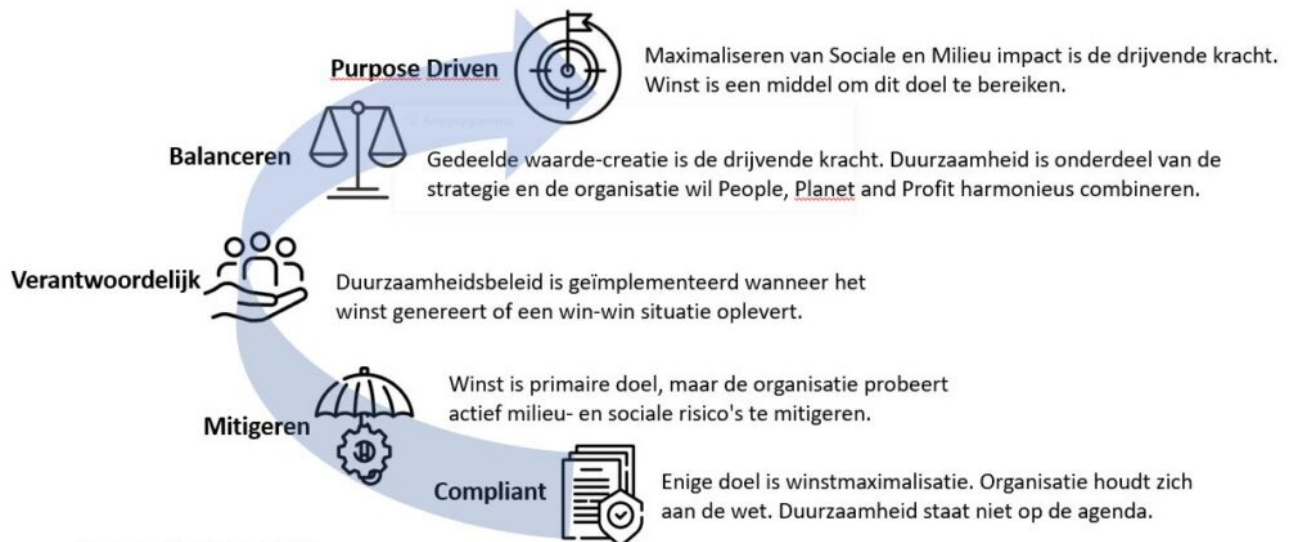 Purpose Driven
Maximaliseren van Sociale en Milieu impact is de drijvende kracht.
Winst is een middel om dit doel te bereiken.
Balanceren
Gedeelde waarde-creatie is de drijvende kracht. Duurzaamheid is onderdeel van de
strategie en de organisatie wil People, Planet and Profit harmonieus combineren.
Verantwoordelijk
Duurzaamheidsbeleid is geïmplementeerd wanneer het
winst genereert of een win-win situatie oplevert.
Mitigeren
Winst is primaire doel, maar de organisatie probeert
actief milieu- en sociale risico's te mitigeren.
Compliant
Enige doel is winstmaximalisatie. Organisatie houdt zich
aan de wet. Duurzaamheid staat niet op de agenda.